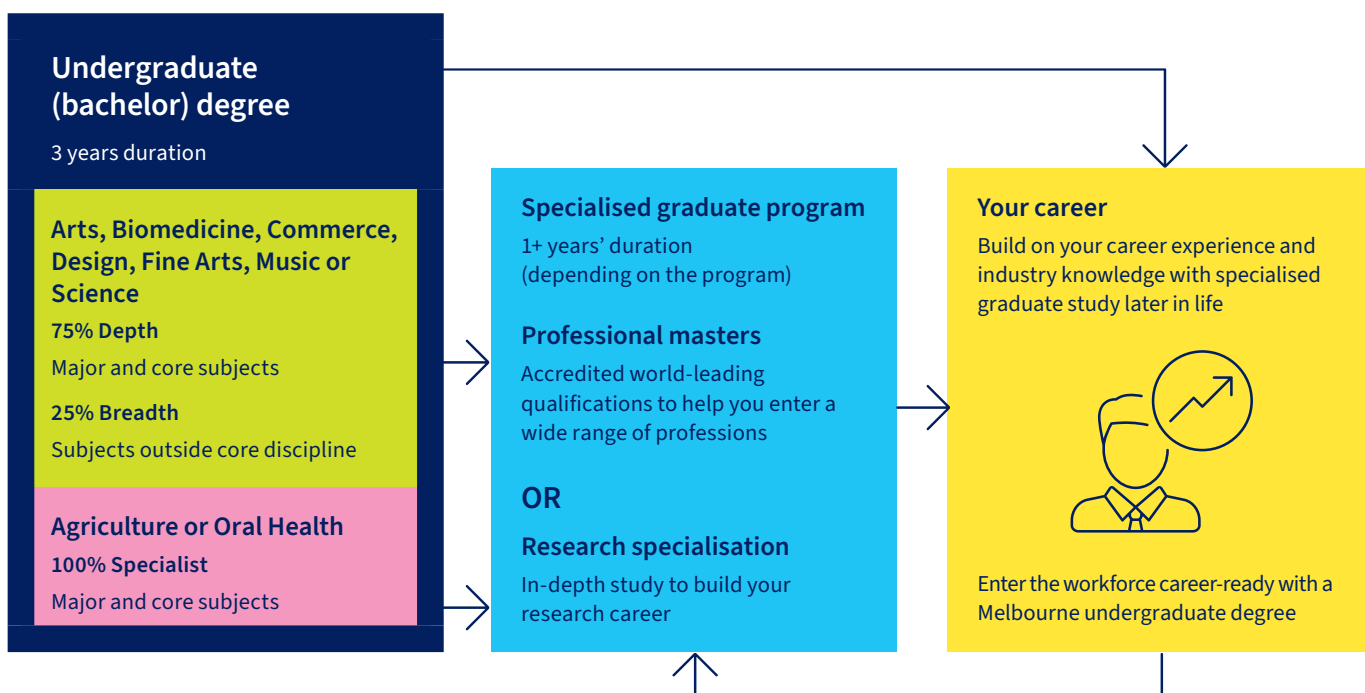 Undergraduate
(bachelor) degree
3 years duration
Arts, Biomedicine, Commerce,
Design, Fine Arts, Music or
Science
75% Depth
Major and core subjects
25% Breadth
Subjects outside core discipline
Agriculture or Oral Health
100% Specialist
Major and core subjects
Specialised graduate program
1+ years’ duration
(depending on the program)
Professional masters
Accredited world-leading
qualifications to help you enter a
wide range of professions
OR
Research specialisation
In-depth study to build your
research career
Your career
Build on your career experience and
industry knowledge with specialised
graduate study later in life
Enter the workforce career-ready with a
Melbourne undergraduate degree